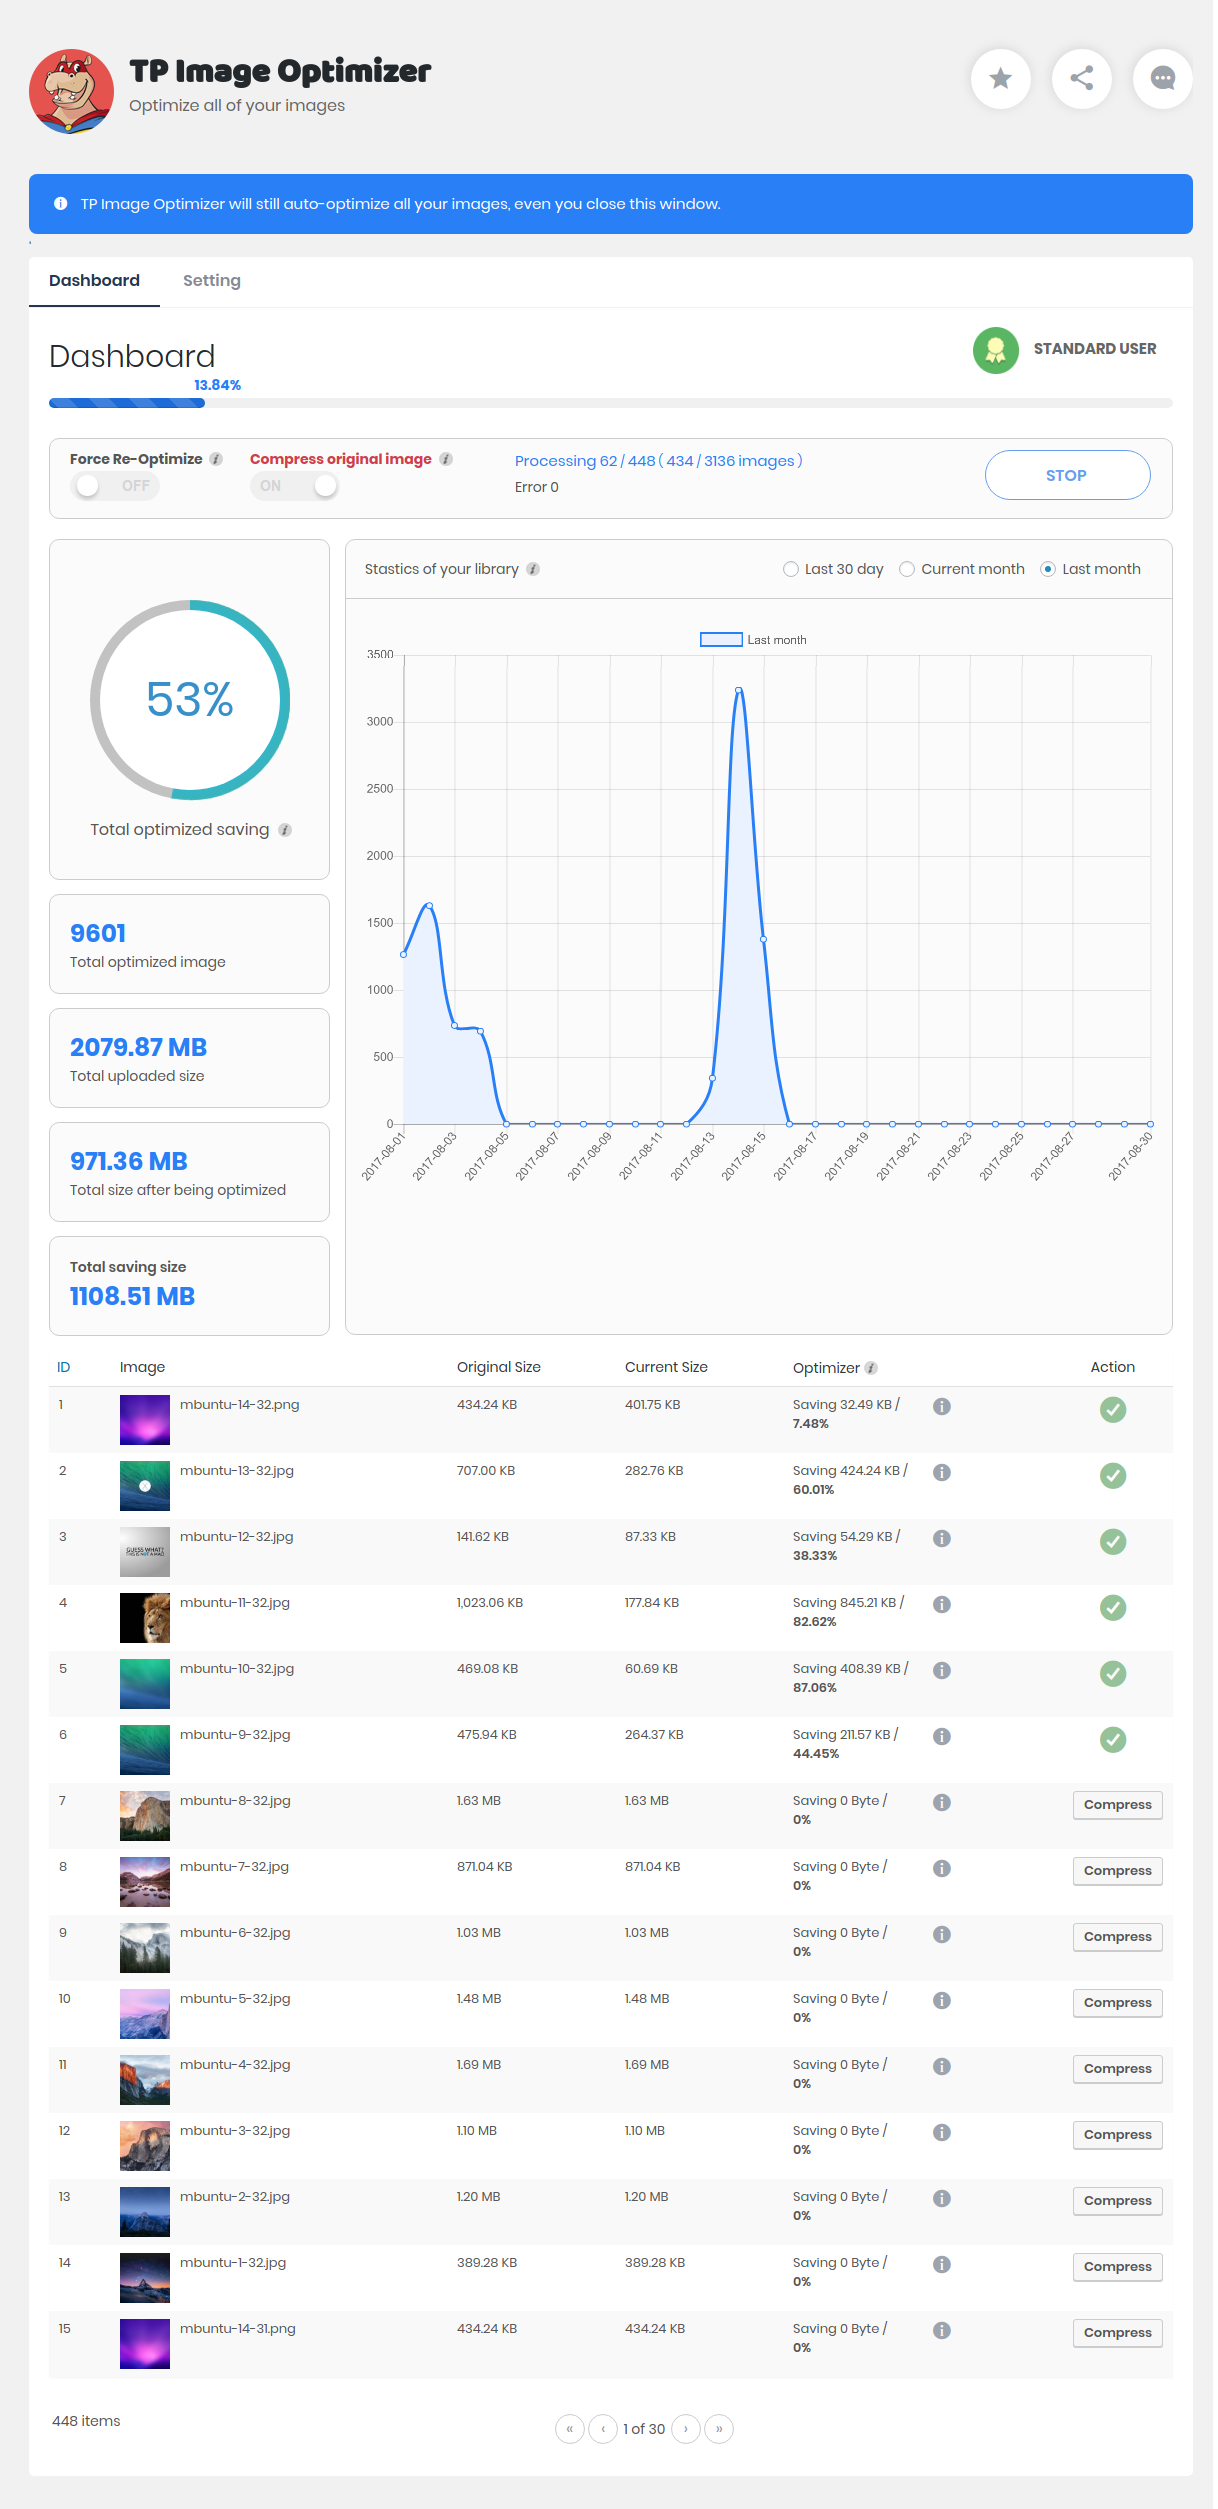 TP Image Optimizer
Optimize all of your images
TP Image Optimizer will still auto-optimize all your images, even you close this window.
Dashboard
Setting
Dashboard
STANDARD USER
13.84%
Force Re-Optimize
OFF
Compress original image
ON
Processing 62 / 448 ( 434 / 3136 images )
Error 0
STOP
53%
Total optimized saving
9601
Total optimized image
2079.87 MB
Total uploaded size
971.36 MB
Total size after being optimized
Total saving size
1108.51 MB
Stastics of your library
Last 30 day
Current month
Last month
Last month
3500
3000
2500
2000
1500
1000
500
0
2017-08-01
2017-08-03
2017-08-05
2017-08-07
2017-08-09
2017-08-11
2017-08-13
2017-08-15
2017-08-17
2017-08-19
2017-08-21
2017-08-23
2017-08-25
2017-08-27
2017-08-30
ID Image Original Size Current Size Optimizer Action
1 mbuntu-14-32.png 434.24 KB 401.75 KB Saving 32.49 KB /
7.48%
2 mbuntu-13-32.jpg 707.00 KB 282.76 KB Saving 424.24 KB /
60.01%
3 mbuntu-12-32.jpg 141.62 KB 87.33 KB Saving 54.29 KB /
GUESS WHAT?
THIS IS NOT A MAC!
38.33%
4 mbuntu-11-32.jpg 1,023.06 KB 177.84 KB Saving 845.21 KB /
82.62%
5 mbuntu-10-32.jpg 469.08 KB 60.69 KB Saving 408.39 KB /
87.06%
6 mbuntu-9-32.jpg 475.94 KB 264.37 KB Saving 211.57 KB /
44.45%
7 mbuntu-8-32.jpg 1.63 MB 1.63 MB Saving 0 Byte / Compress
0%
8 mbuntu-7-32.jpg 871.04 KB 871.04 KB Saving 0 Byte / Compress
0%
9 mbuntu-6-32.jpg 1.03 MB 1.03 MB Saving 0 Byte / Compress
0%
10 mbuntu-5-32.jpg 1.48 MB 1.48 MB Saving 0 Byte / Compress
0%
11 mbuntu-4-32.jpg 1.69 MB 1.69 MB Saving 0 Byte / Compress
0%
12 mbuntu-3-32.jpg 1.10 MB 1.10 MB Saving 0 Byte / Compress
0%
13 mbuntu-2-32.jpg 1.20 MB 1.20 MB Saving 0 Byte / Compress
0%
14 mbuntu-1-32.jpg 389.28 KB 389.28 KB Saving 0 Byte / Compress
0%
15 mbuntu-14-31.png 434.24 KB 434.24 KB Saving 0 Byte / Compress
0%
448 items
« ‹ 1 of 30 › »